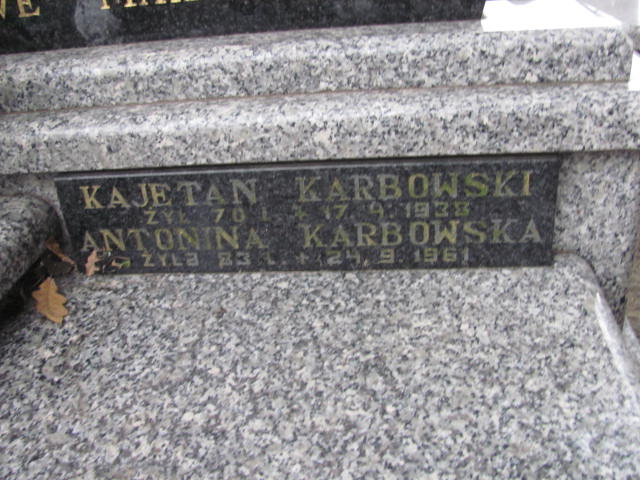 KAJETAN KARBOWSKI
ŻYŁ 70 L. + 17.4.1938
ANTONINA KARBOWSKA
ŻYŁA 83 L. + 24.9.1961